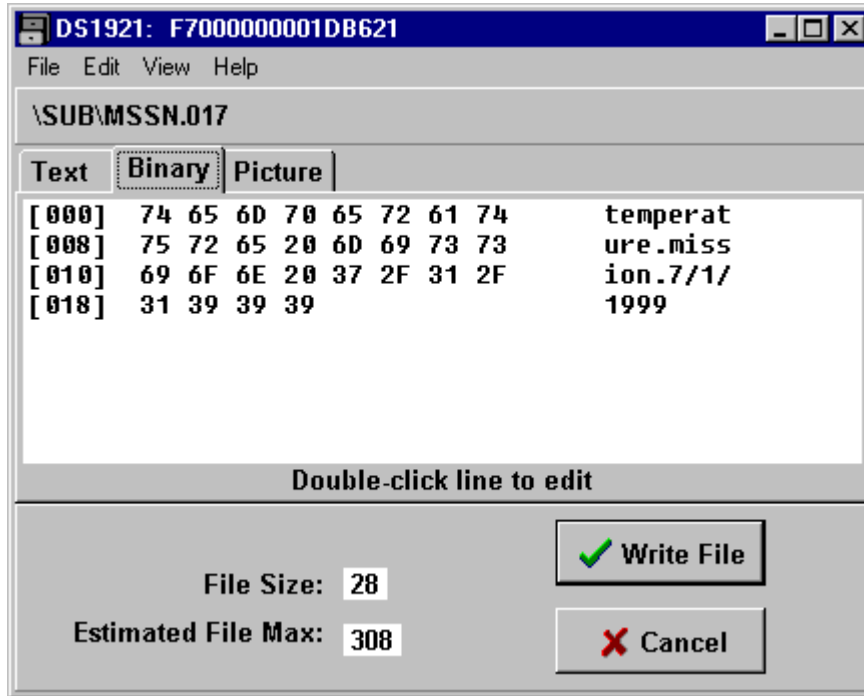 DS1921: F7000000001DB621
File Edit View Help
\SUB\MSSN.017
Text Binary Picture
[000] 74 65 6D 70 65 72 61 74 temperat
[008] 75 72 65 20 6D 69 73 73 ure.miss
[010] 69 6F 6E 20 37 2F 31 2F ion.7/1/
[018] 31 39 39 39 1999
Double-click line to edit
Write File
File Size: 28
Estimated File Max: 308
Cancel